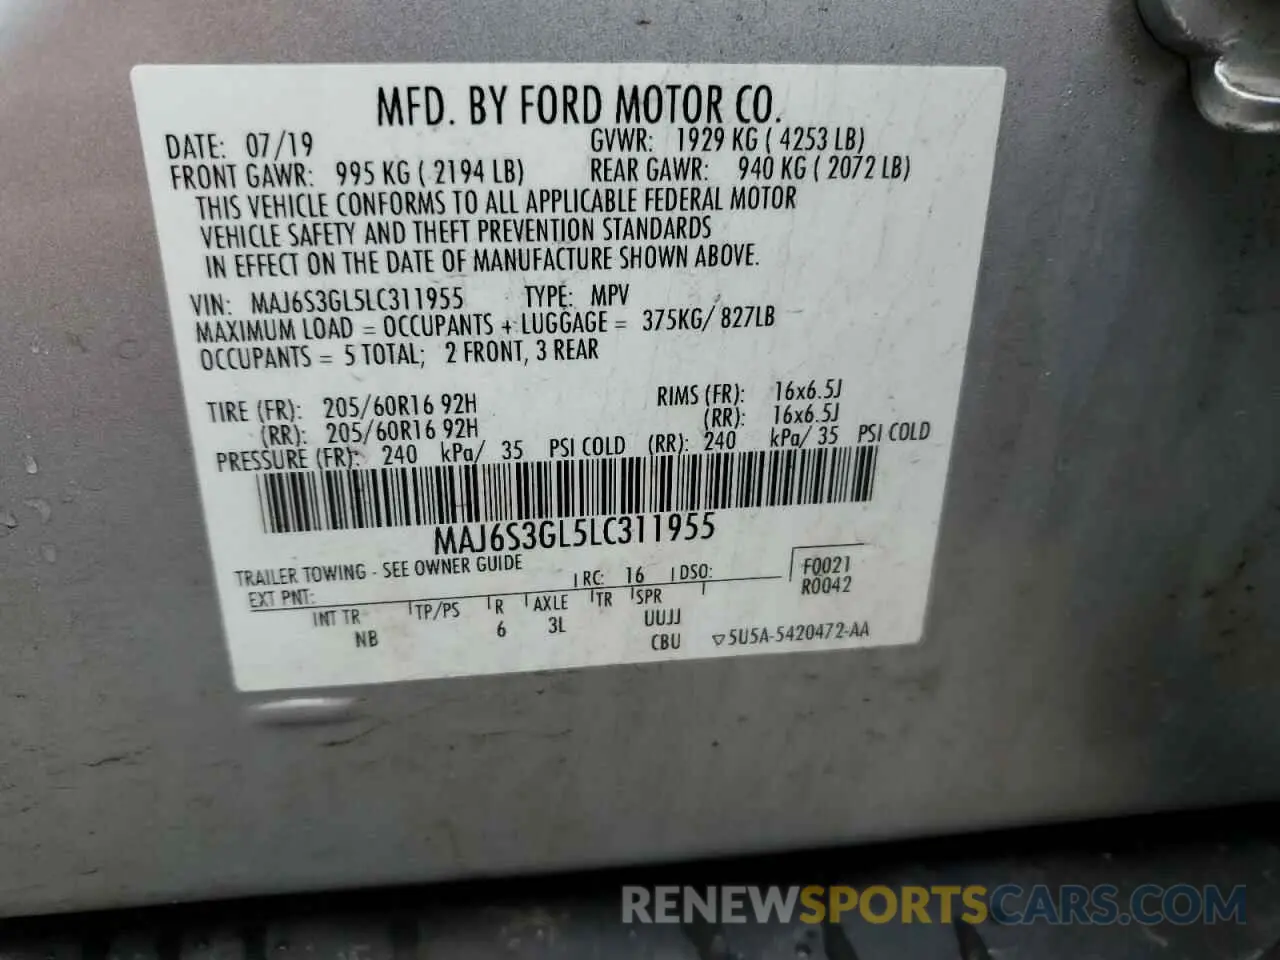 MFD. BY FORD MOTOR CO.
DATE: 07/19 GVWR: 1929 KG ( 4253 LB)
FRONT GAWR: 995 KG ( 2194 LB) REAR GAWR: 940 KG ( 2072 LB)
THIS VEHICLE CONFORMS TO ALL APPLICABLE FEDERAL MOTOR
VEHICLE SAFETY AND THEFT PREVENTION STANDARDS
IN EFFECT ON THE DATE OF MANUFACTURE SHOWN ABOVE.
VIN: MAJ6S3GL5LC311955 TYPE: MPV
MAXIMUM LOAD = OCCUPANTS + LUGGAGE = 375KG/ 827LB
OCCUPANTS = 5 TOTAL; 2 FRONT, 3 REAR
TIRE (FR): 205/60R16 92H RIMS (FR): 16x6.5J
(RR): 205/60R16 92H (RR): 16x6.5J
PRESSURE (FR): 240 kPa/ 35 PSI COLD (RR): 240 kPa/ 35 PSI COLD
MAJ6S3GL5LC311955
TRAILER TOWING - SEE OWNER GUIDE
EXT PNT: RC: 16 DSO: F0021
R0042
INT TR TP/PS R AXLE TR SPR
NB 6 3L UUJJ
CBU 5U5A-5420472-AA
RENEWSPORTSCARS.COM